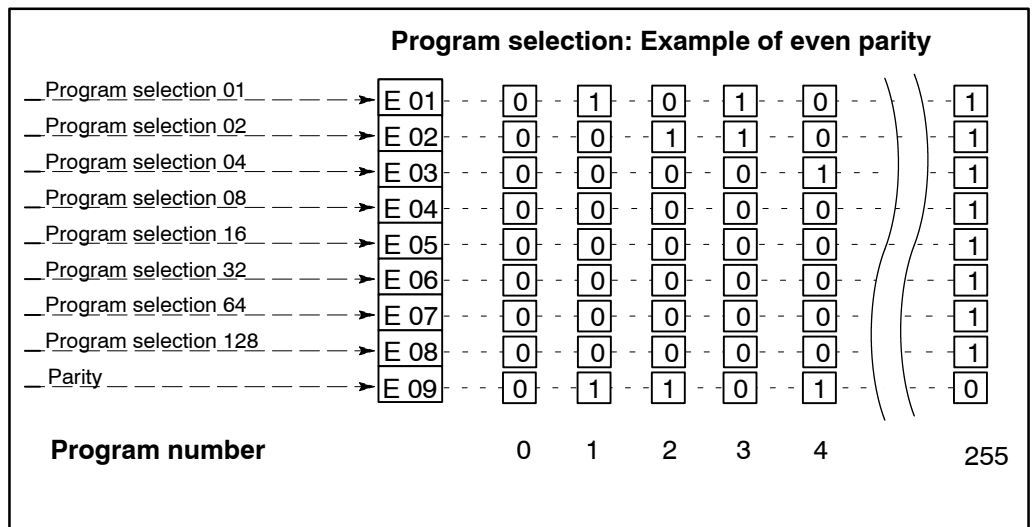 Program selection: Example of even parity
Program selection 01 E 01 0 1 0 1 0 1
Program selection 02 E 02 0 0 1 1 0 1
Program selection 04 E 03 0 0 0 0 1 1
Program selection 08 E 04 0 0 0 0 0 1
Program selection 16 E 05 0 0 0 0 0 1
Program selection 32 E 06 0 0 0 0 0 1
Program selection 64 E 07 0 0 0 0 0 1
Program selection 128 E 08 0 0 0 0 0 1
Parity E 09 0 1 1 0 1 0
Program number 0 1 2 3 4 255